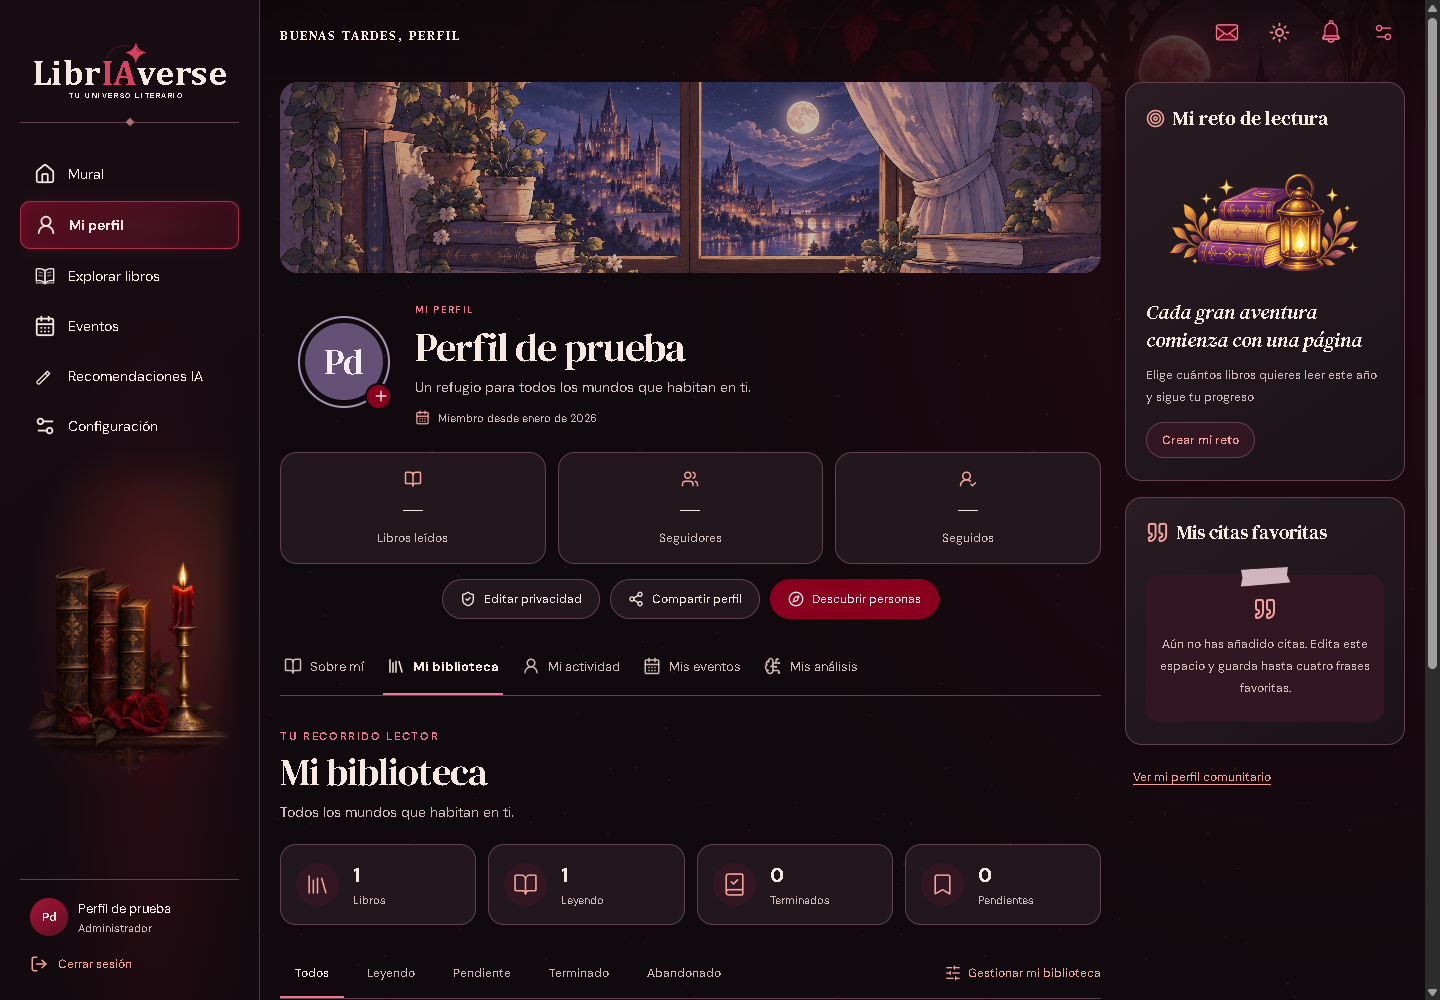 LibrIAverse
TU UNIVERSO LITERARIO
Mural
Mi perfil
Explorar libros
Eventos
Recomendaciones IA
Configuración
Pd
Perfil de prueba
Administrador
Cerrar sesión
BUENAS TARDES, PERFIL
Pd
MI PERFIL
Perfil de prueba
Un refugio para todos los mundos que habitan en ti.
Miembro desde enero de 2026
—
Libros leídos
—
Seguidores
—
Seguidos
Editar privacidad
Compartir perfil
Descubrir personas
Sobre mí
Mi biblioteca
Mi actividad
Mis eventos
Mis análisis
TU RECORRIDO LECTOR
Mi biblioteca
Todos los mundos que habitan en ti.
1
Libros
1
Leyendo
0
Terminados
0
Pendientes
Todos
Leyendo
Pendiente
Terminado
Abandonado
Gestionar mi biblioteca
Mi reto de lectura
Cada gran aventura
comienza con una página
Elige cuántos libros quieres leer este año
y sigue tu progreso
Crear mi reto
Mis citas favoritas
Aún no has añadido citas. Edita este
espacio y guarda hasta cuatro frases
favoritas.
Ver mi perfil comunitario